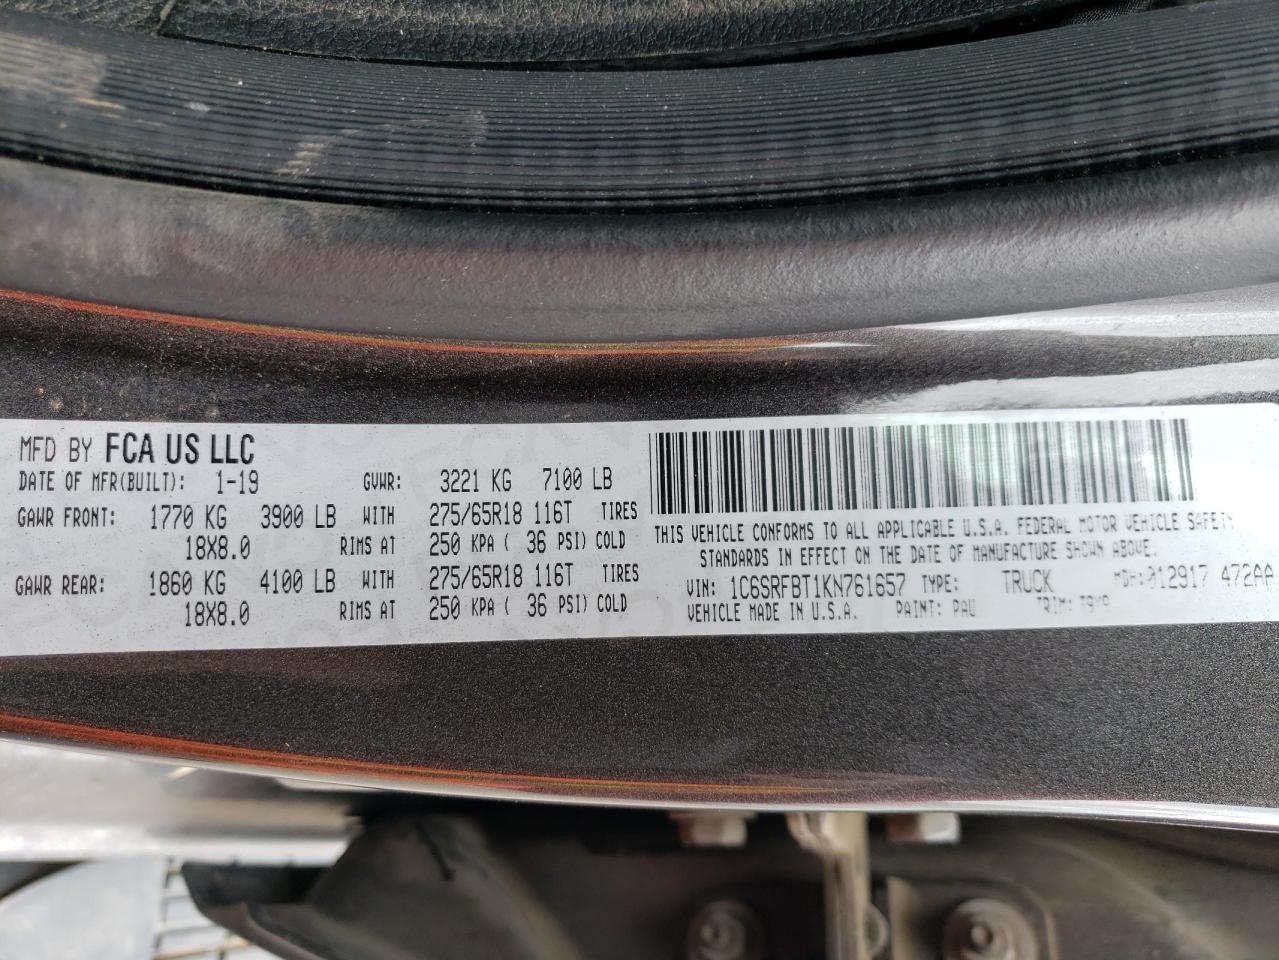 MFD BY FCA US LLC
DATE OF MFR(BUILT): 1-19 GVWR: 3221 KG 7100 LB
GAWR FRONT: 1770 KG 3900 LB WITH 275/65R18 116T TIRES
18X8.0 RIMS AT 250 KPA ( 36 PSI) COLD
GAWR REAR: 1860 KG 4100 LB WITH 275/65R18 116T TIRES
18X8.0 RIMS AT 250 KPA ( 36 PSI) COLD
THIS VEHICLE CONFORMS TO ALL APPLICABLE U.S.A. FEDERAL MOTOR VEHICLE SAFETY
STANDARDS IN EFFECT ON THE DATE OF MANUFACTURE SHOWN ABOVE.
VIN: 1C6SRFBT1KN761657 TYPE: TRUCK MDH: 012917 472AA
VEHICLE MADE IN U.S.A. PAINT: PAU TRIM: